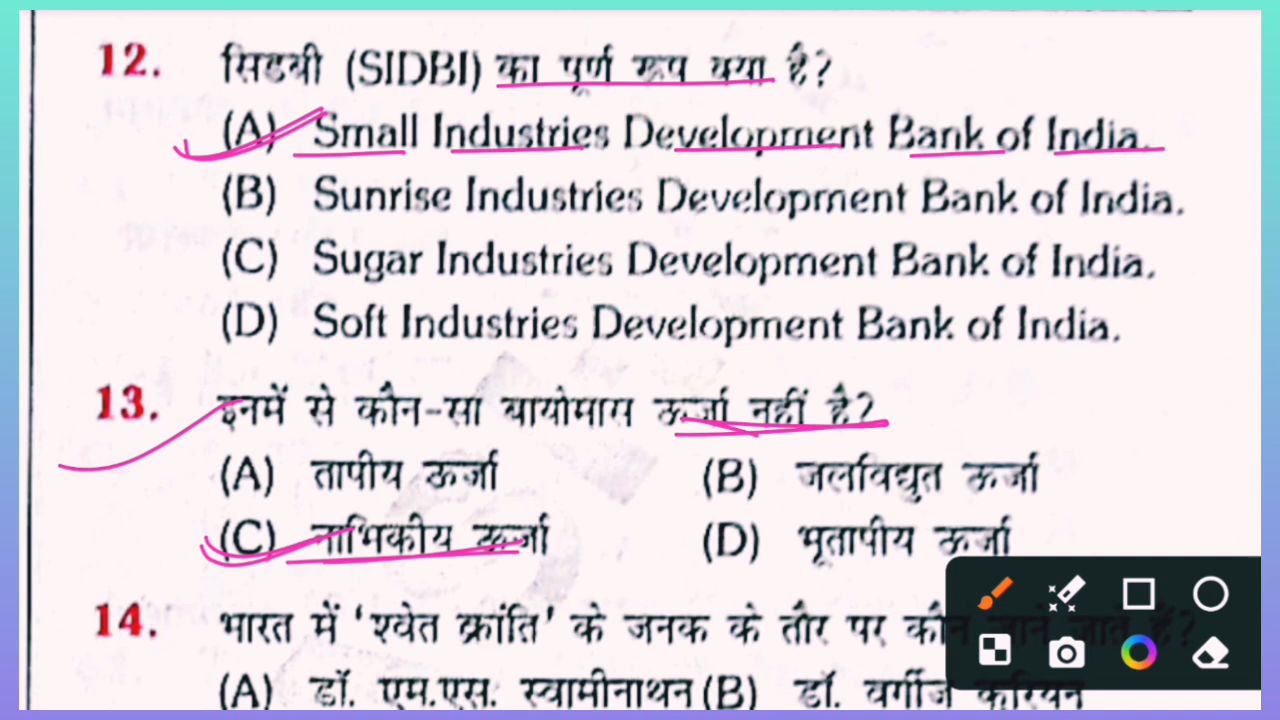 12. सिडबी (SIDBI) का पूर्ण रूप क्या है?
(A) Small Industries Development Bank of India.
(B) Sunrise Industries Development Bank of India.
(C) Sugar Industries Development Bank of India.
(D) Soft Industries Development Bank of India.
13. इनमें से कौन-सा बायोमास ऊर्जा नहीं है?
(A) तापीय ऊर्जा (B) जलविद्युत ऊर्जा
(C) नाभिकीय ऊर्जा (D) भूतापीय ऊर्जा
14. भारत में 'श्वेत क्रांति' के जनक के तौर पर कौन जाने जाते हैं?
(A) डॉ. एम.एस. स्वामीनाथन (B) डॉ. वर्गीज कुरियन